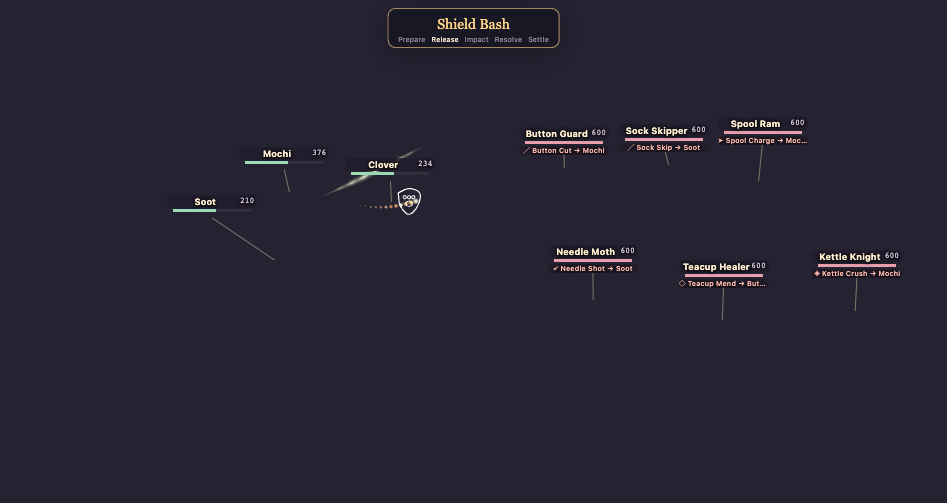 Shield Bash
Prepare Release Impact Resolve Settle
Mochi 376
Clover 234
Soot 210
Button Guard 600
Button Cut → Mochi
Sock Skipper 600
Sock Skip → Soot
Spool Ram 600
Spool Charge → Moc...
Needle Moth 600
Needle Shot → Soot
Teacup Healer 600
Teacup Mend → But...
Kettle Knight 600
Kettle Crush → Mochi